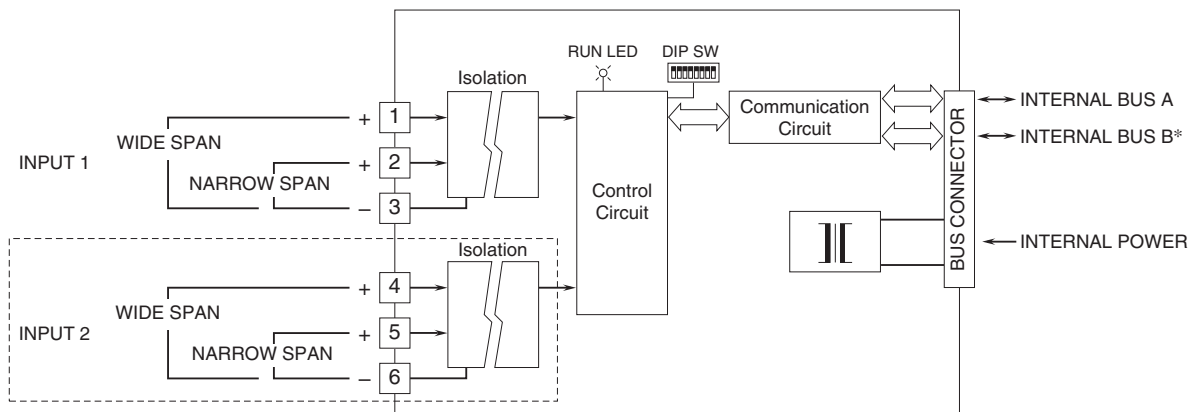 RUN LED
DIP SW
Isolation
INPUT 1
WIDE SPAN
+ 1
+ 2
NARROW SPAN
− 3
Control
Circuit
Communication
Circuit
BUS CONNECTOR
INTERNAL BUS A
INTERNAL BUS B*
INTERNAL POWER
Isolation
INPUT 2
WIDE SPAN
+ 4
+ 5
NARROW SPAN
− 6